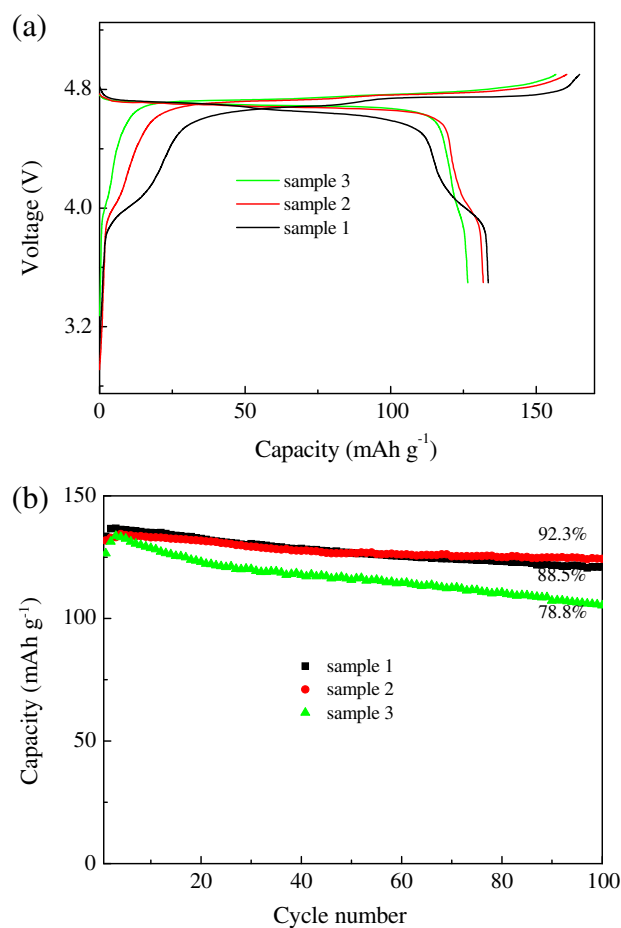 (a)
4.8
4.0
3.2
Voltage (V)
sample 3
sample 2
sample 1
0
50
100
150
Capacity (mAh g-1)
(b)
150
100
50
0
Capacity (mAh g-1)
92.3%
88.5%
78.8%
sample 1
sample 2
sample 3
20
40
60
80
100
Cycle number